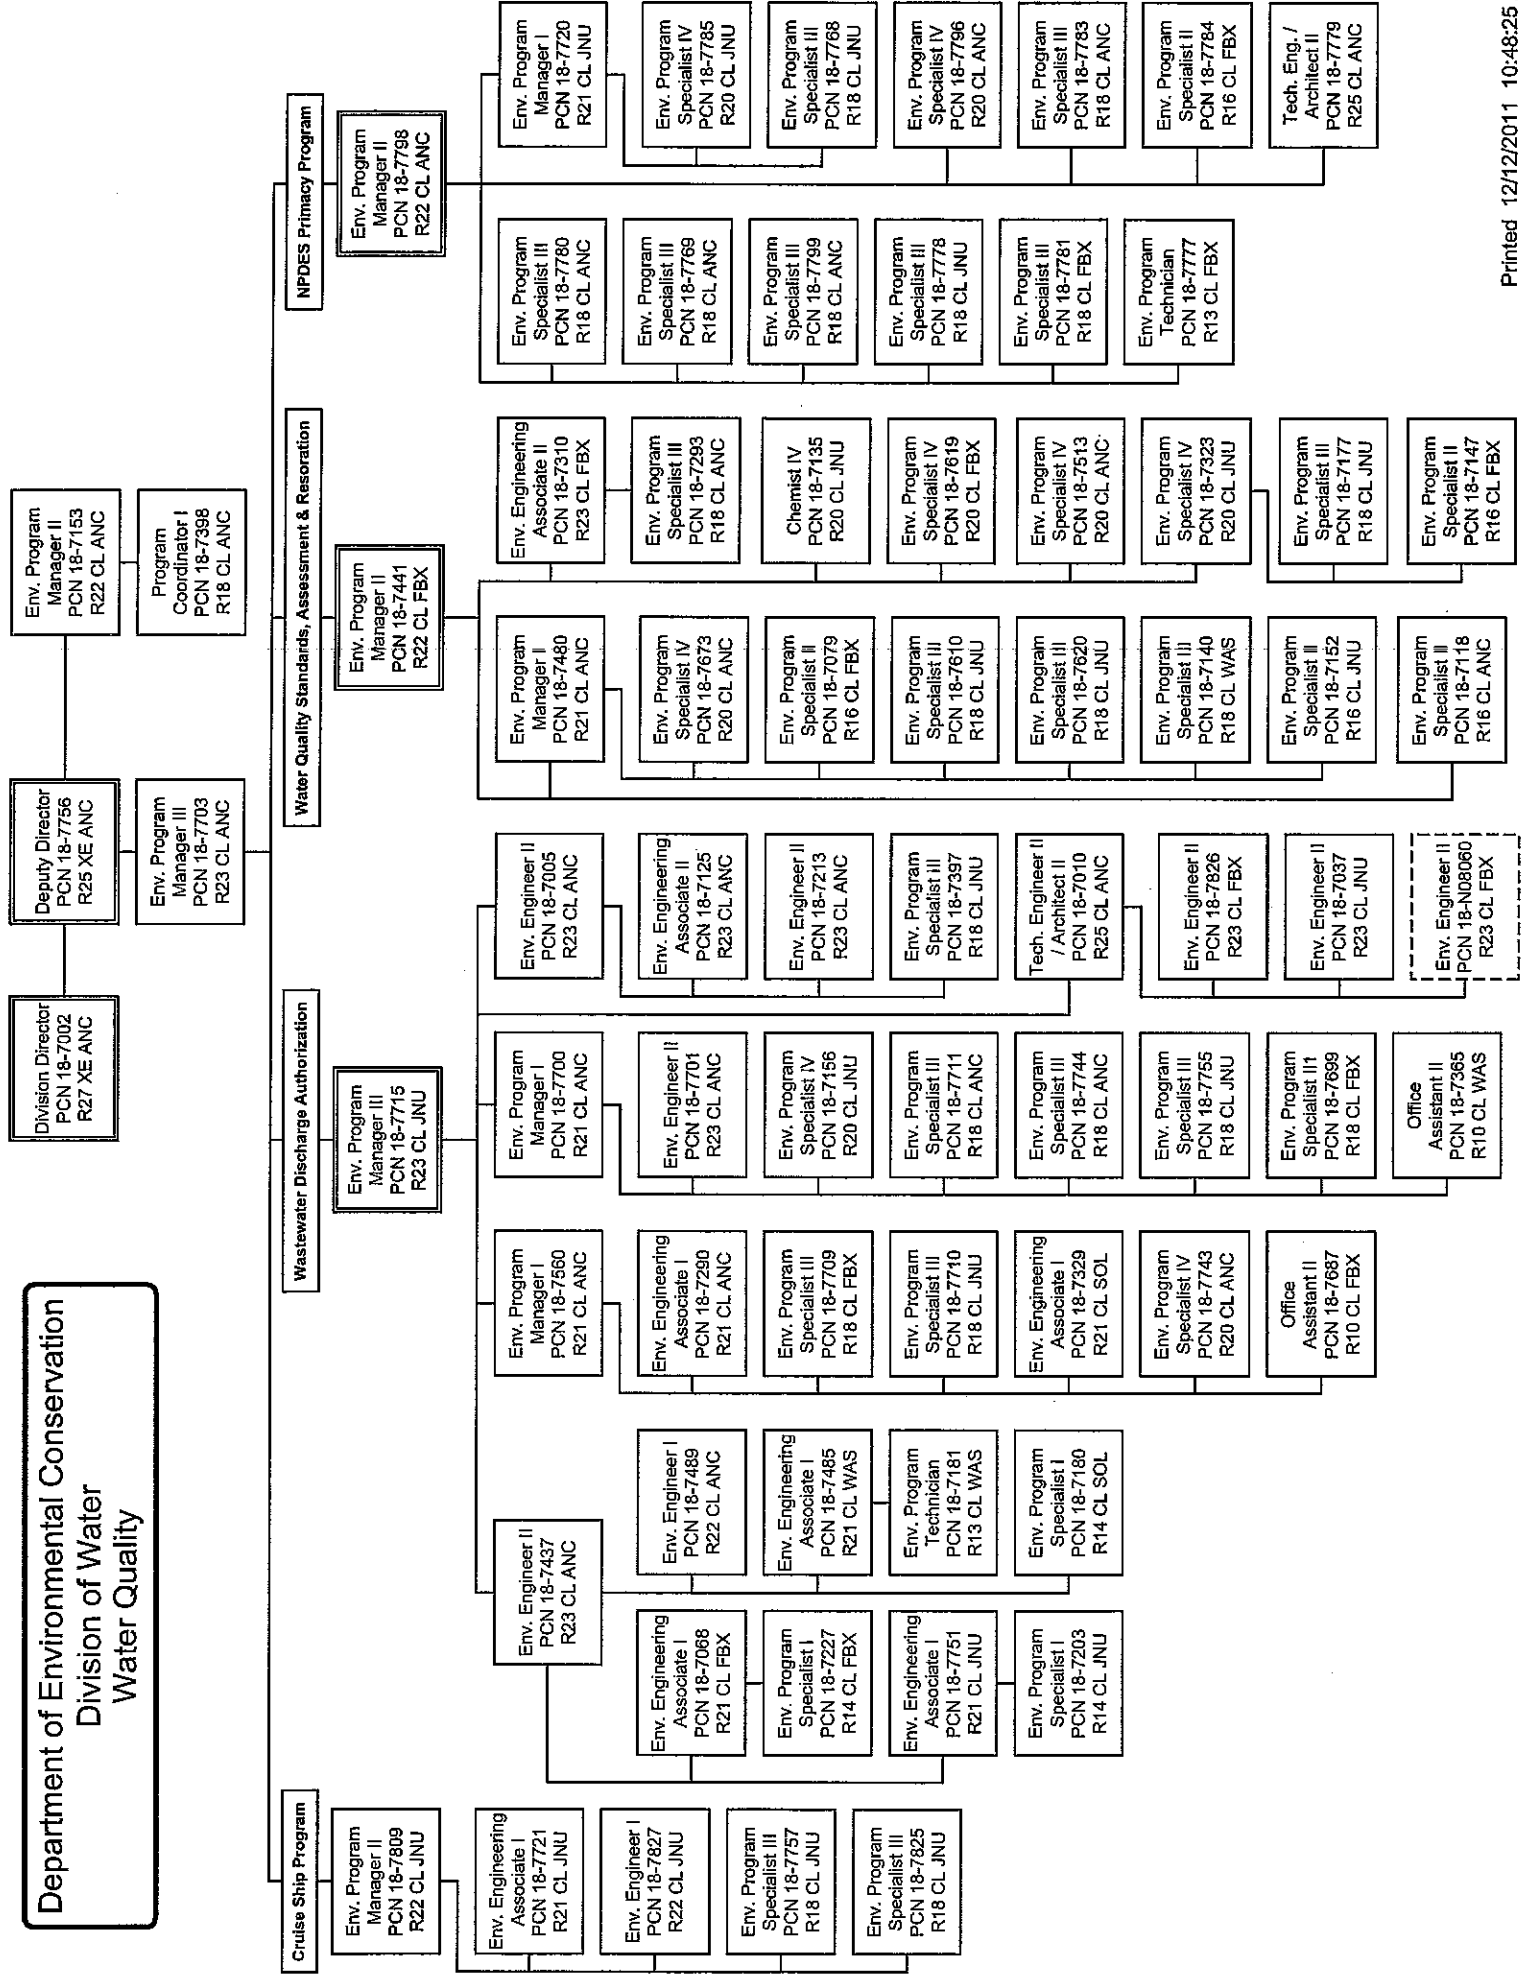 Department of Environmental Conservation
Division of Water
Water Quality
Division Director
PCN 18-7002
R27 XE ANC
Deputy Director
PCN 18-7756
R25 XE ANC
Env. Program
Manager II
PCN 18-7153
R22 CL ANC
Env. Program
Manager III
PCN 18-7703
R23 CL ANC
Program
Coordinator I
PCN 18-7398
R18 CL ANC
Cruise Ship Program
Env. Program
Manager II
PCN 18-7809
R22 CL JNU
Env. Engineering
Associate I
PCN 18-7721
R21 CL JNU
Env. Engineer I
PCN 18-7827
R22 CL JNU
Env. Program
Specialist III
PCN 18-7757
R18 CL JNU
Env. Program
Specialist III
PCN 18-7825
R18 CL JNU
Wastewater Discharge Authorization
Env. Program
Manager III
PCN 18-7715
R23 CL JNU
Env. Engineer II
PCN 18-7437
R23 CL ANC
Env. Engineering
Associate I
PCN 18-7068
R21 CL FBX
Env. Program
Specialist I
PCN 18-7227
R14 CL FBX
Env. Engineering
Associate I
PCN 18-7751
R21 CL JNU
Env. Program
Specialist I
PCN 18-7203
R14 CL JNU
Env. Engineer I
PCN 18-7489
R22 CL ANC
Env. Engineering
Associate I
PCN 18-7485
R21 CL WAS
Env. Program
Technician
PCN 18-7181
R13 CL WAS
Env. Program
Specialist I
PCN 18-7180
R14 CL SOL
Env. Program
Manager I
PCN 18-7560
R21 CL ANC
Env. Engineering
Associate I
PCN 18-7290
R21 CL ANC
Env. Program
Specialist III
PCN 18-7709
R18 CL FBX
Env. Program
Specialist III
PCN 18-7710
R18 CL JNU
Env. Engineering
Associate I
PCN 18-7329
R21 CL SOL
Env. Program
Specialist IV
PCN 18-7743
R20 CL ANC
Office
Assistant II
PCN 18-7687
R10 CL FBX
Env. Program
Manager I
PCN 18-7700
R21 CL ANC
Env. Engineer II
PCN 18-7701
R23 CL ANC
Env. Program
Specialist IV
PCN 18-7156
R20 CL JNU
Env. Program
Specialist III
PCN 18-7711
R18 CL ANC
Env. Program
Specialist III
PCN 18-7744
R18 CL ANC
Env. Program
Specialist III
PCN 18-7755
R18 CL JNU
Env. Program
Specialist II1
PCN 18-7699
R18 CL FBX
Office
Assistant II
PCN 18-7365
R10 CL WAS
Env. Engineer II
PCN 18-7005
R23 CL ANC
Env. Engineering
Associate II
PCN 18-7125
R23 CL ANC
Env. Engineer II
PCN 18-7213
R23 CL ANC
Env. Program
Specialist III
PCN 18-7397
R18 CL JNU
Tech. Engineer II
/ Architect II
PCN 18-7010
R25 CL ANC
Env. Engineer II
PCN 18-7826
R23 CL FBX
Env. Engineer II
PCN 18-7037
R23 CL JNU
Env. Engineer II
PCN 18-N08060
R23 CL FBX
Water Quality Standards, Assessment & Restoration
Env. Program
Manager II
PCN 18-7441
R22 CL FBX
Env. Program
Manager I
PCN 18-7480
R21 CL ANC
Env. Program
Specialist IV
PCN 18-7673
R20 CL ANC
Env. Program
Specialist II
PCN 18-7079
R16 CL FBX
Env. Program
Specialist III
PCN 18-7610
R18 CL JNU
Env. Program
Specialist III
PCN 18-7620
R18 CL JNU
Env. Program
Specialist III
PCN 18-7140
R18 CL WAS
Env. Program
Specialist II
PCN 18-7152
R16 CL JNU
Env. Program
Specialist II
PCN 18-7118
R16 CL ANC
Env. Engineering
Associate II
PCN 18-7310
R23 CL FBX
Env. Program
Specialist III
PCN 18-7293
R18 CL ANC
Chemist IV
PCN 18-7135
R20 CL JNU
Env. Program
Specialist IV
PCN 18-7619
R20 CL FBX
Env. Program
Specialist IV
PCN 18-7513
R20 CL ANC
Env. Program
Specialist IV
PCN 18-7323
R20 CL JNU
Env. Program
Specialist III
PCN 18-7177
R18 CL JNU
Env. Program
Specialist II
PCN 18-7147
R16 CL FBX
NPDES Primacy Program
Env. Program
Manager II
PCN 18-7798
R22 CL ANC
Env. Program
Specialist III
PCN 18-7780
R18 CL ANC
Env. Program
Specialist III
PCN 18-7769
R18 CL ANC
Env. Program
Specialist III
PCN 18-7799
R18 CL ANC
Env. Program
Specialist III
PCN 18-7778
R18 CL JNU
Env. Program
Specialist III
PCN 18-7781
R18 CL FBX
Env. Program
Technician
PCN 18-7777
R13 CL FBX
Env. Program
Manager I
PCN 18-7720
R21 CL JNU
Env. Program
Specialist IV
PCN 18-7785
R20 CL JNU
Env. Program
Specialist III
PCN 18-7768
R18 CL JNU
Env. Program
Specialist IV
PCN 18-7796
R20 CL ANC
Env. Program
Specialist III
PCN 18-7783
R18 CL ANC
Env. Program
Specialist II
PCN 18-7784
R16 CL FBX
Tech. Eng. /
Architect II
PCN 18-7779
R25 CL ANC
Printed 12/12/2011 10:48:25